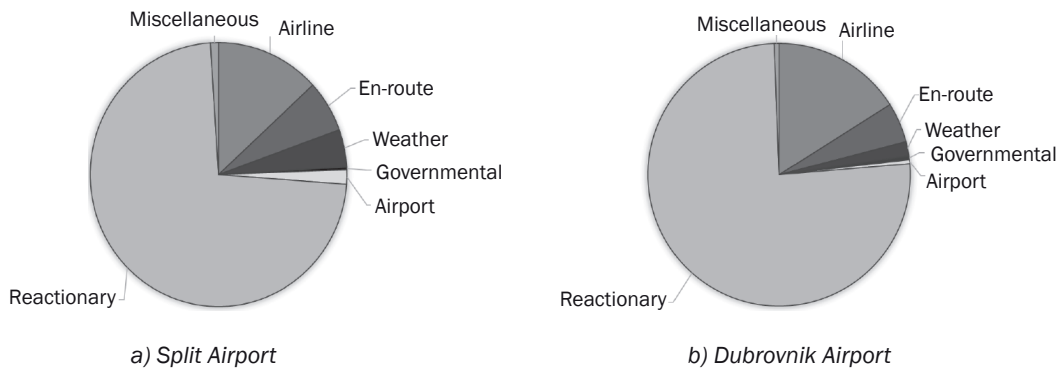 Miscellaneous
Airline
En-route
Weather
Governmental
Airport
Reactionary
a) Split Airport
Miscellaneous
Airline
En-route
Weather
Governmental
Airport
Reactionary
b) Dubrovnik Airport